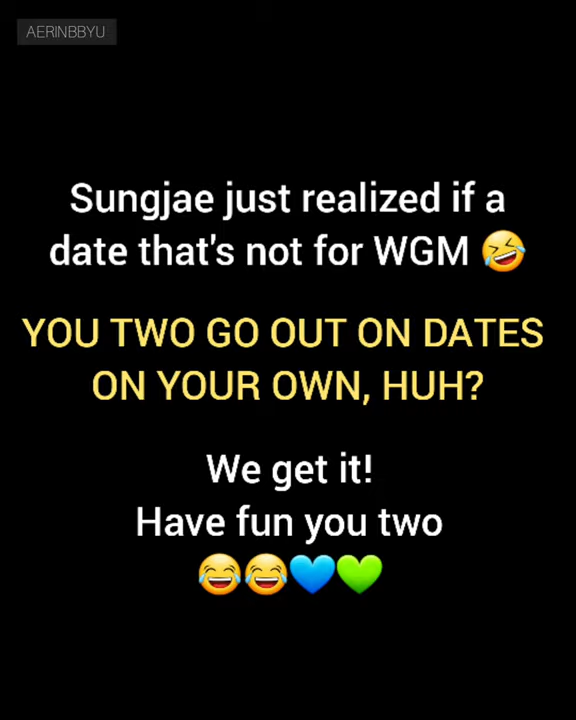 AERINBBYU
Sungjae just realized if a
date that's not for WGM 🤣
YOU TWO GO OUT ON DATES
ON YOUR OWN, HUH?
We get it!
Have fun you two
😂😂💙💚